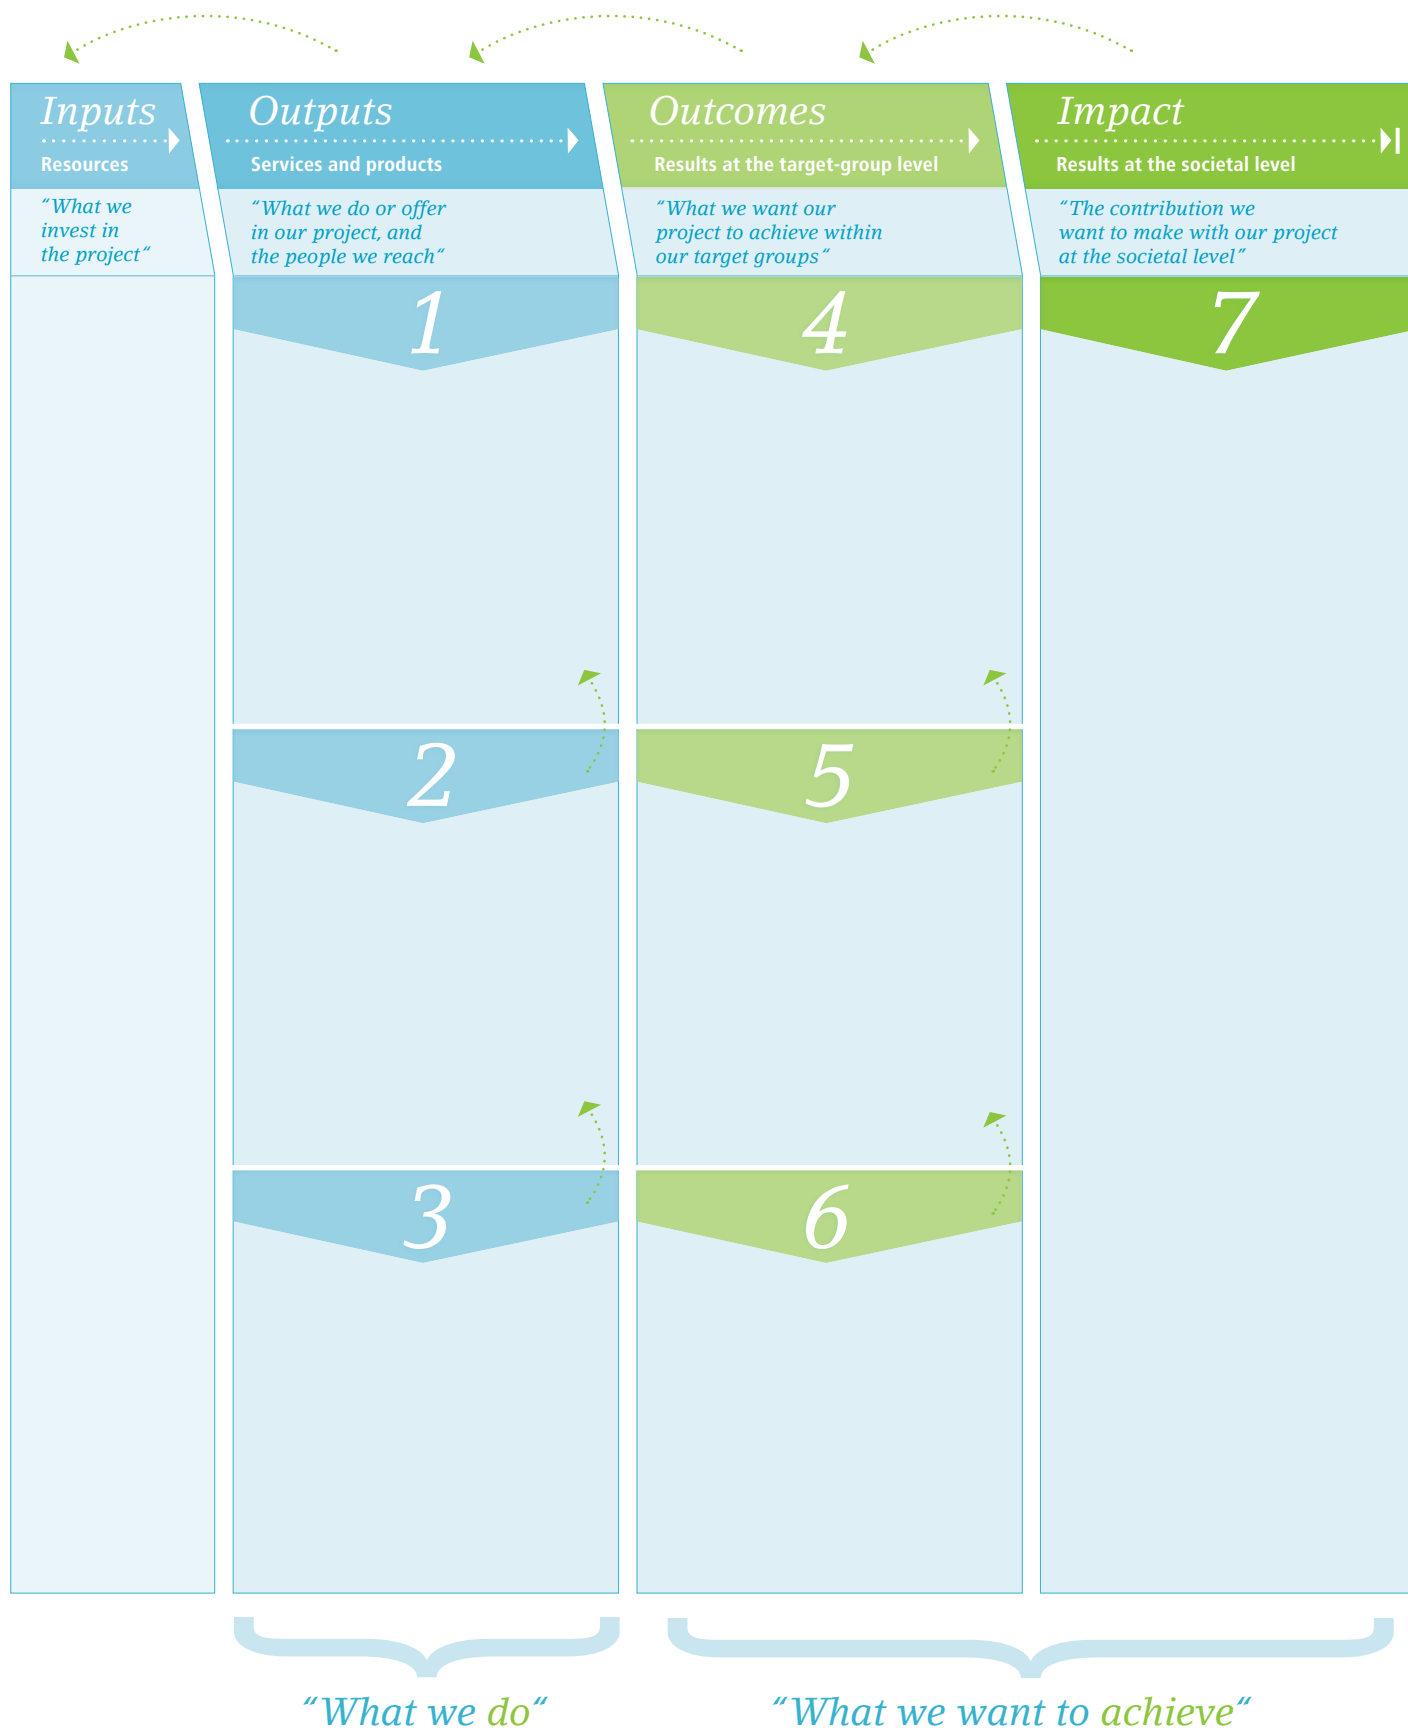 Inputs
Resources
“What we
invest in
the project“
Outputs
Services and products
“What we do or offer
in our project, and
the people we reach“
1
2
3
Outcomes
Results at the target-group level
“What we want our
project to achieve within
our target groups“
4
5
6
Impact
Results at the societal level
“The contribution we
want to make with our project
at the societal level”
7
“What we do“
“What we want to achieve“